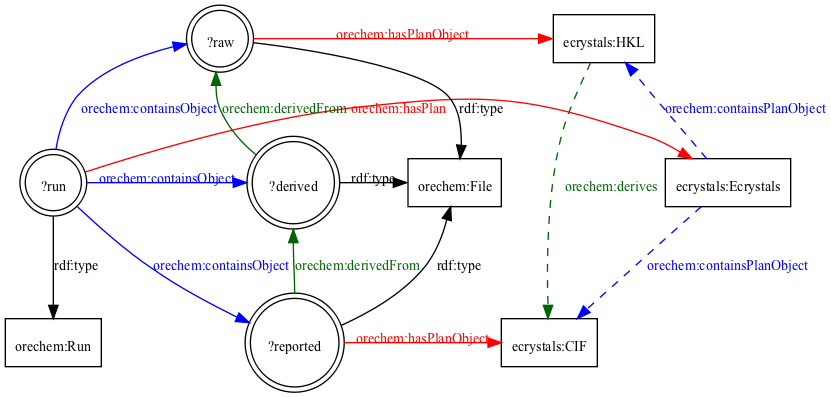 orechem:hasPlanObject
?raw
ecrystals:HKL
orechem:containsObject
orechem:derivedFrom
orechem:hasPlan
rdf:type
orechem:containsPlanObject
?run
orechem:containsObject
?derived
rdf:type
orechem:File
orechem:derives
ecrystals:Ecrystals
rdf:type
orechem:containsObject
orechem:derivedFrom
rdf:type
orechem:containsPlanObject
orechem:Run
?reported
orechem:hasPlanObject
ecrystals:CIF